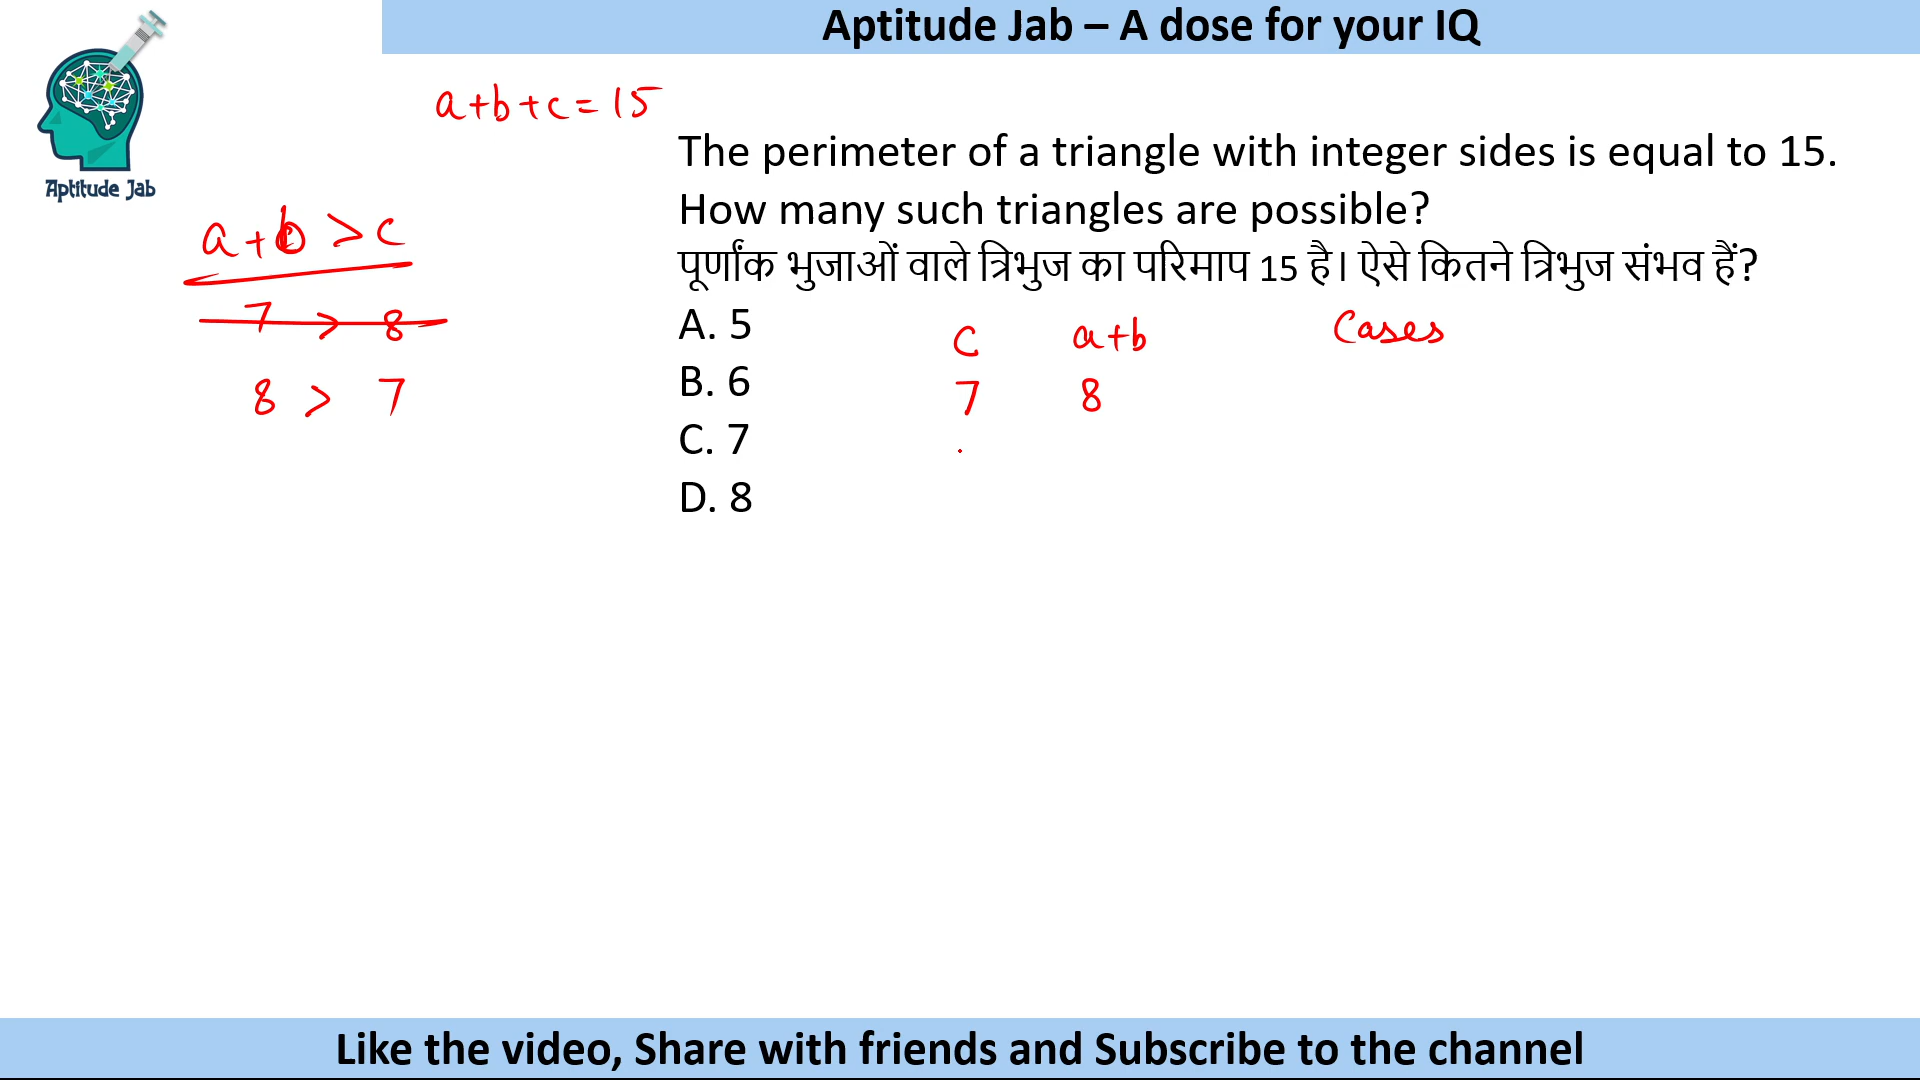 Aptitude Jab – A dose for your IQ
Aptitude Jab
a+b+c=15
The perimeter of a triangle with integer sides is equal to 15.
How many such triangles are possible?
पूर्णांक भुजाओं वाले त्रिभुज का परिमाप 15 है। ऐसे कितने त्रिभुज संभव हैं?
a+b > c
7 > 8
8 > 7
A. 5
B. 6
C. 7
D. 8
c a+b Cases
7 8
Like the video, Share with friends and Subscribe to the channel